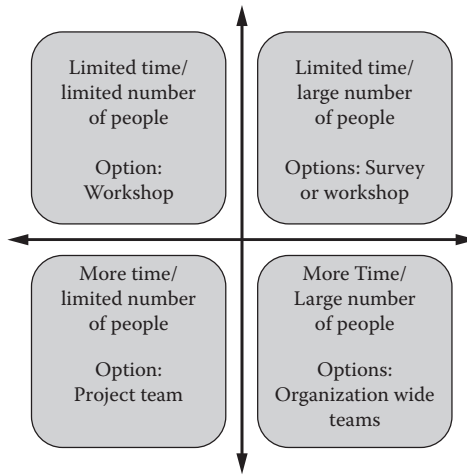 Limited time/
limited number
of people
Option:
Workshop
Limited time/
large number
of people
Options: Survey
or workshop
More time/
limited number
of people
Option:
Project team
More Time/
Large number
of people
Options:
Organization wide
teams